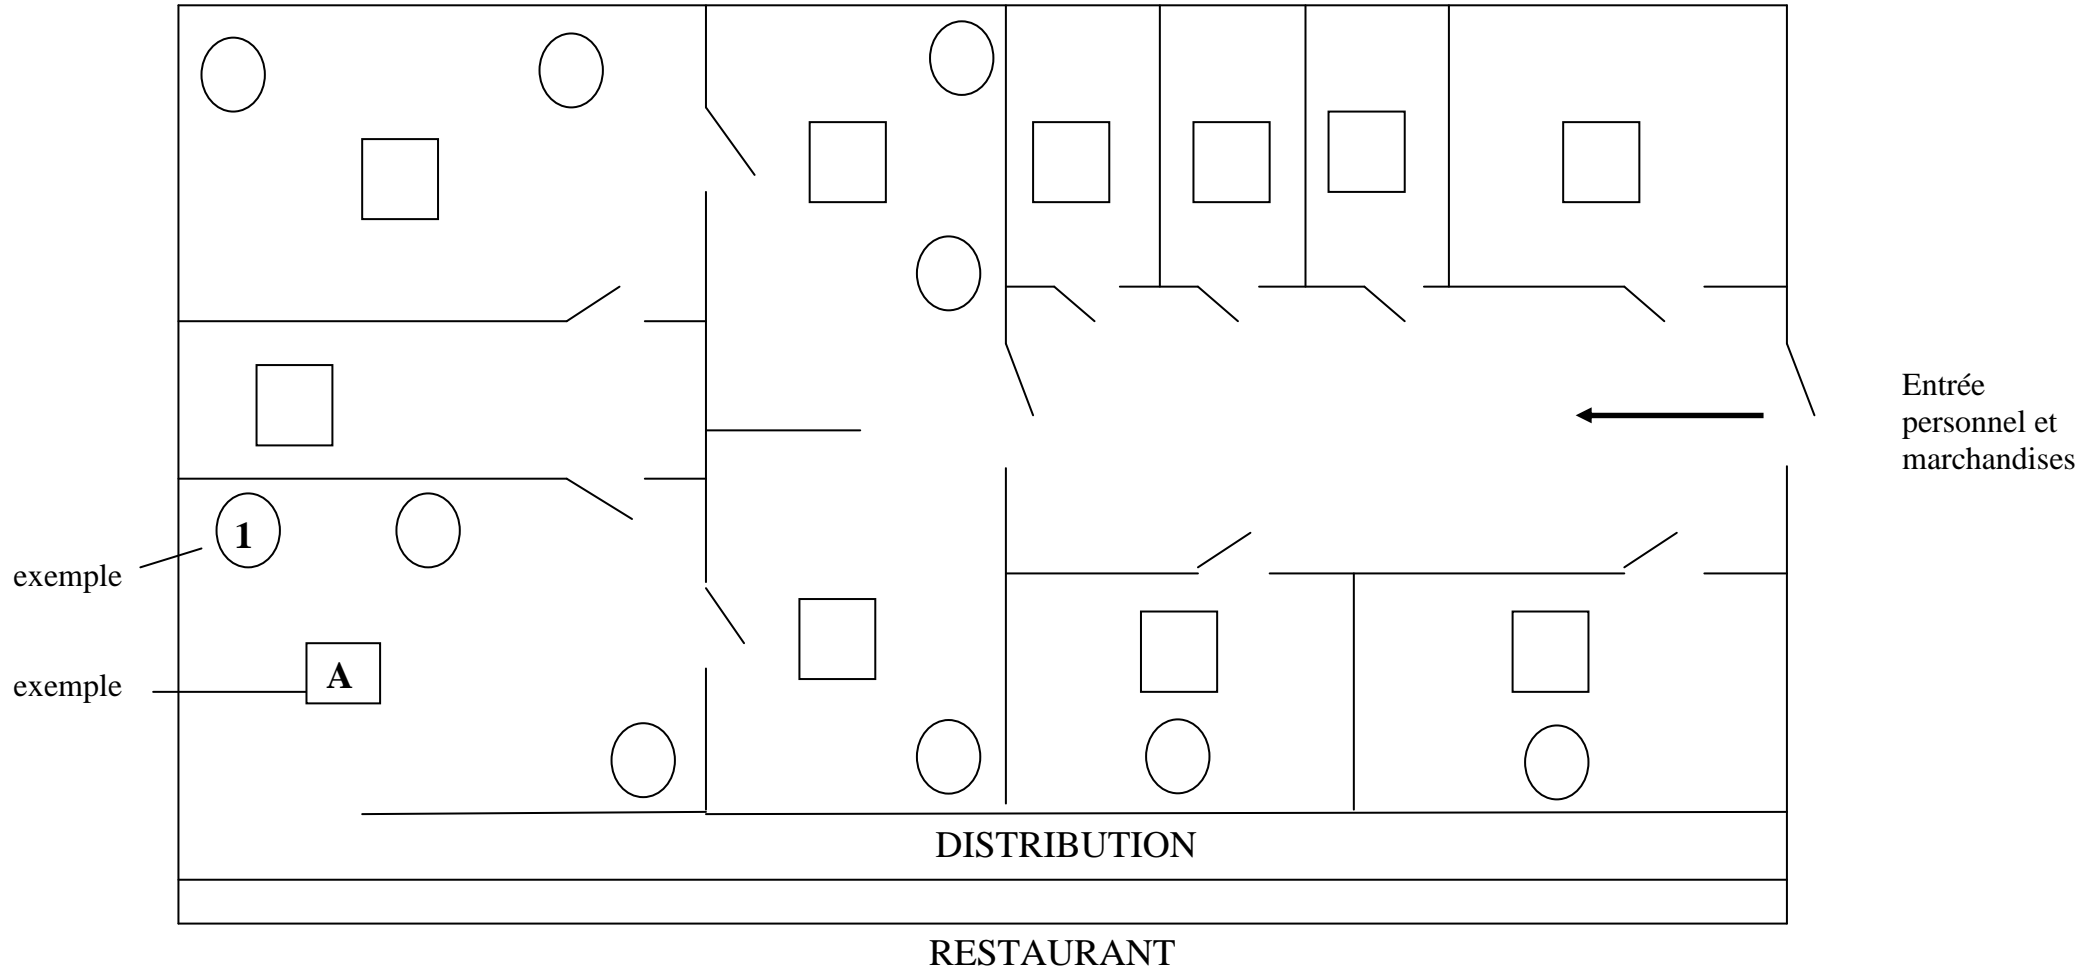 Entrée
personnel et
marchandises
1
exemple
A
exemple
DISTRIBUTION
RESTAURANT